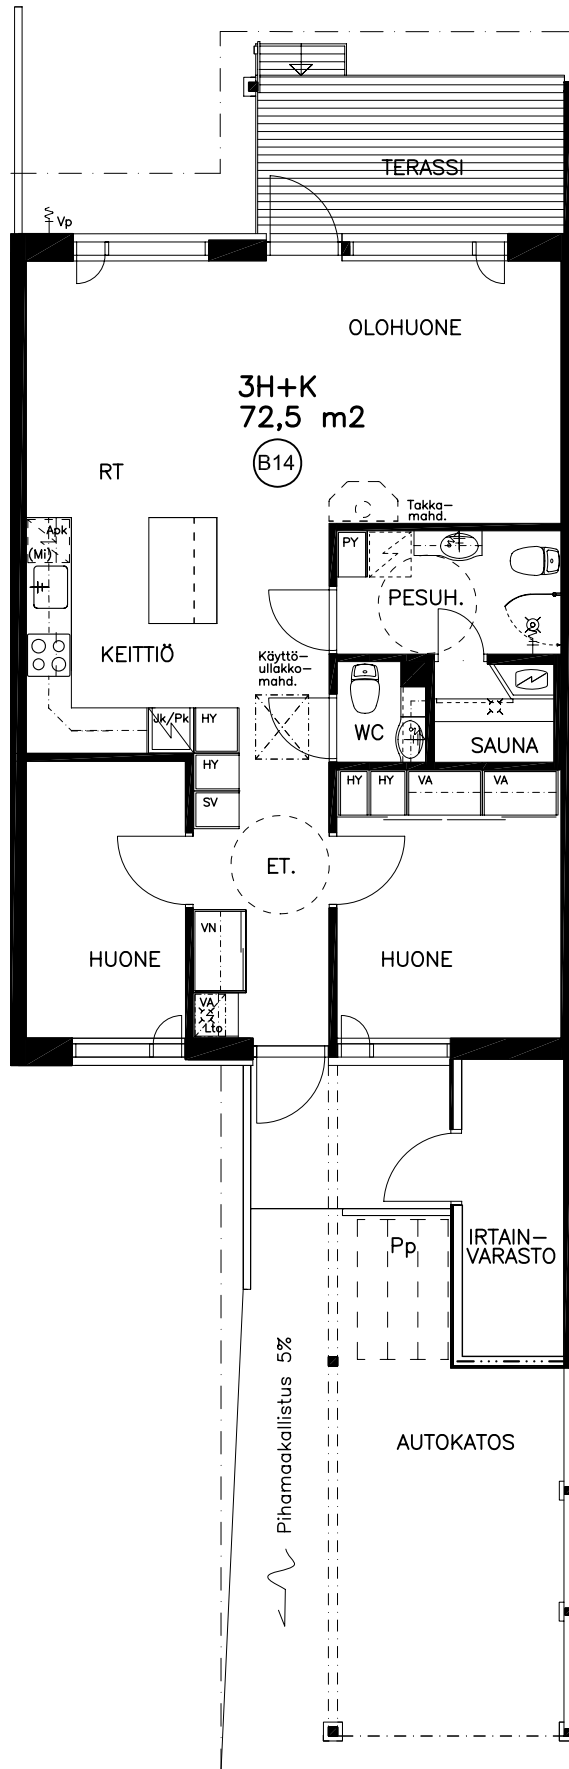 TERASSI
Vp
OLOHUONE
3H+K
72,5 m2
B14
RT
Takka-
mahd.
Apk
(Mi)
PY
PESUH.
KEITTIÖ
Käyttö-
ullakko-
mahd.
Jk/Pk
HY
WC
SAUNA
HY
SV
HY
HY
VA
VA
ET.
VN
HUONE
HUONE
VA
Lto
Pp
IRTAIN-
VARASTO
Pihamaakallistus 5%
AUTOKATOS